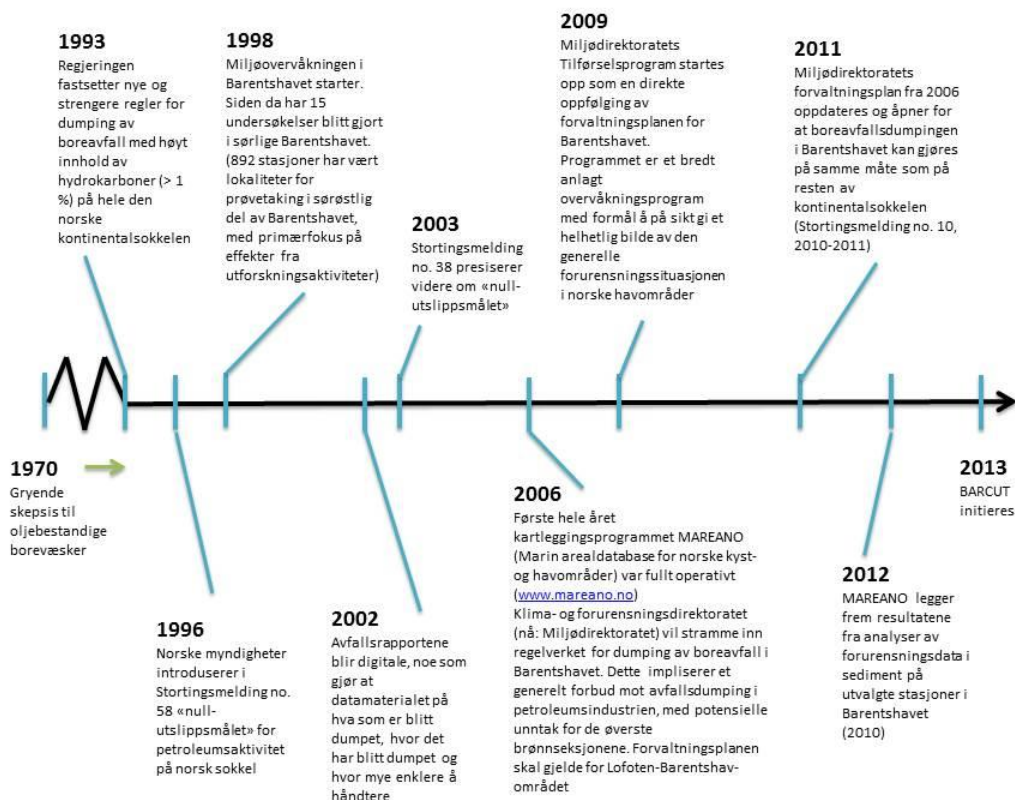 1993
Regjeringen
fastsetter nye og
strengere regler for
dumping av
boreavfall med høyt
innhold av
hydrokarboner (> 1
%) på hele den
norske
kontinentalsokkelen
1998
Miljøovervåkningen i
Barentshavet starter.
Siden da har 15
undersøkelser blitt gjort
i sørlige Barentshavet.
(892 stasjoner har vært
lokaliteter for
prøvetaking i sørøstlig
del av Barentshavet,
med primærfokus på
effekter fra
utforskningsaktiviteter)
2003
Stortingsmelding
no. 38 presiserer
videre om «null-
utslippsmålet»
2009
Miljødirektoratets
Tilførselsprogram startes
opp som en direkte
oppfølging av
forvaltningsplanen for
Barentshavet.
Programmet er et bredt
anlagt
overvåkningsprogram
med formål å på sikt gi et
helhetlig bilde av den
generelle
forurensningssituasjonen
i norske havområder
2011
Miljødirektoratets
forvaltningsplan fra 2006
oppdateres og åpner for
at boreavfallsdumpingen
i Barentshavet kan gjøres
på samme måte som på
resten av
kontinentalsokkelen
(Stortingsmelding no. 10,
2010-2011)
1970
Gryende
skepsis til
oljebestandige
borevæsker
1996
Norske myndigheter
introduserer i
Stortingsmelding no.
58 «null-
utslippsmålet» for
petroleumsaktivitet
på norsk sokkel
2002
Avfallsrapportene
blir digitale, noe som
gjør at
datamaterialet på
hva som er blitt
dumpet, hvor det
har blitt dumpet og
hvor mye enklere å
håndtere
2006
Første hele året
kartleggingsprogrammet MAREANO
(Marin arealdatabase for norske kyst-
og havområder) var fullt operativt
(www.mareano.no)
Klima- og forurensningsdirektoratet
(nå: Miljødirektoratet) vil stramme inn
regelverket for dumping av boreavfall i
Barentshavet. Dette impliserer et
generelt forbud mot avfallsdumping i
petroleumsindustrien, med potensielle
unntak for de øverste
brønnseksjonene. Forvaltningsplanen
skal gjelde for Lofoten-Barentshav-
området
2012
MAREANO legger
frem resultatene
fra analyser av
forurensningsdata i
sediment på
utvalgte stasjoner i
Barentshavet
(2010)
2013
BARCUT
initieres